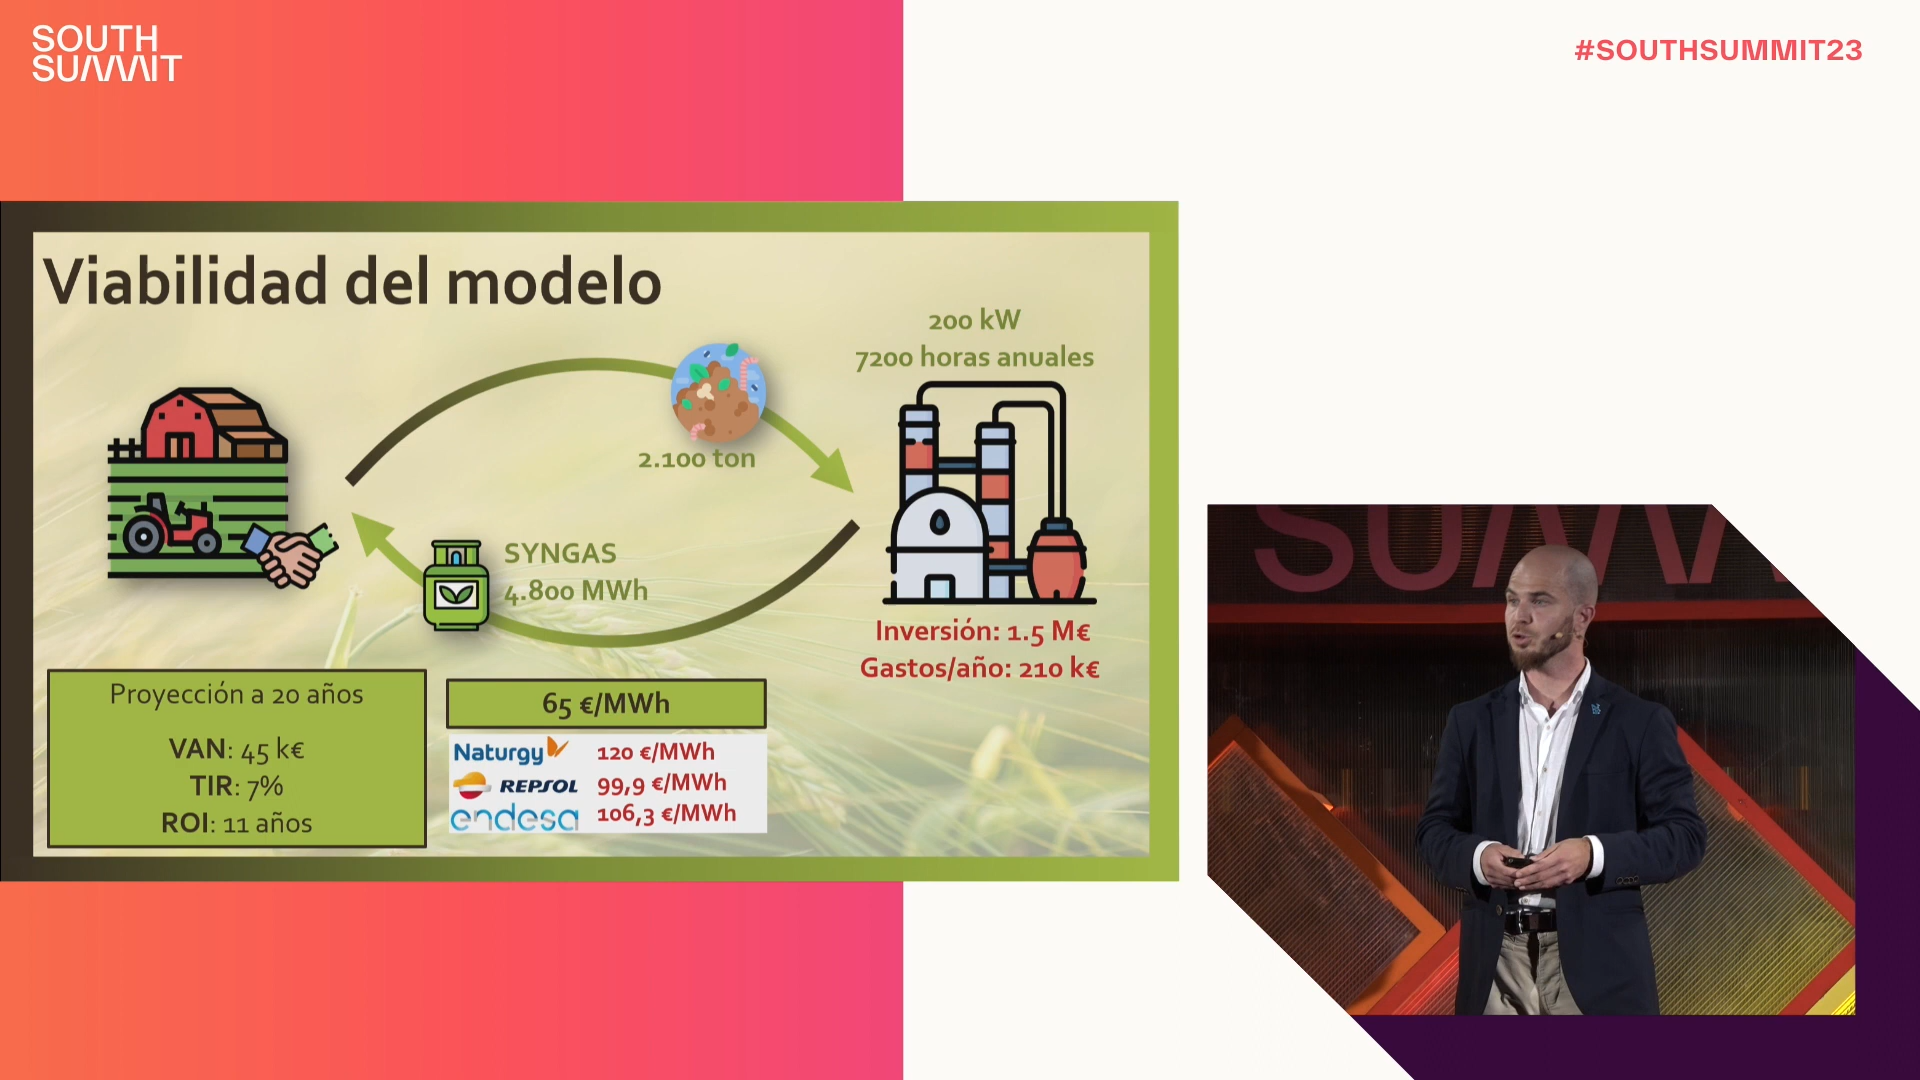 SOUTH
SUMMIT
#SOUTHSUMMIT23
Viabilidad del modelo
200 kW
7200 horas anuales
2.100 ton
SYNGAS
4.800 MWh
Inversión: 1.5 M€
Gastos/año: 210 k€
Proyección a 20 años
VAN: 45 k€
TIR: 7%
ROI: 11 años
65 €/MWh
Naturgy 120 €/MWh
REPSOL 99,9 €/MWh
endesa 106,3 €/MWh
SUMM